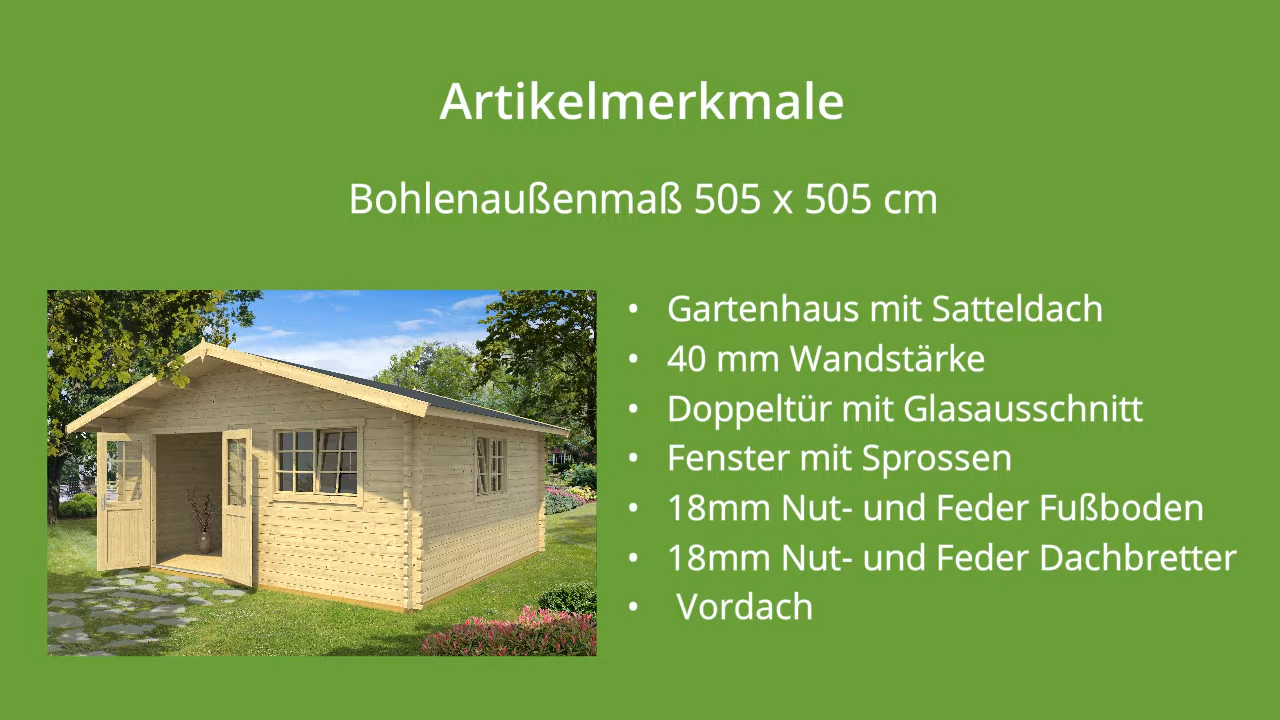 Artikelmerkmale
Bohlenaußenmaß 505 x 505 cm
• Gartenhaus mit Satteldach
• 40 mm Wandstärke
• Doppeltür mit Glasausschnitt
• Fenster mit Sprossen
• 18mm Nut- und Feder Fußboden
• 18mm Nut- und Feder Dachbretter
• Vordach